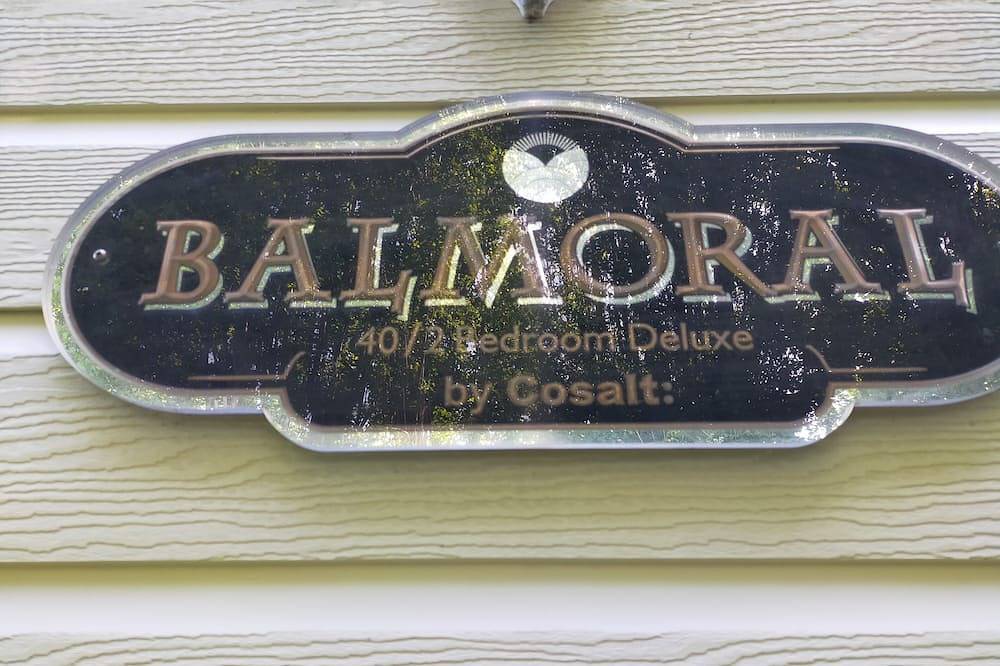 BALMORAL
40/2 Bedroom Deluxe
by Cosalt: